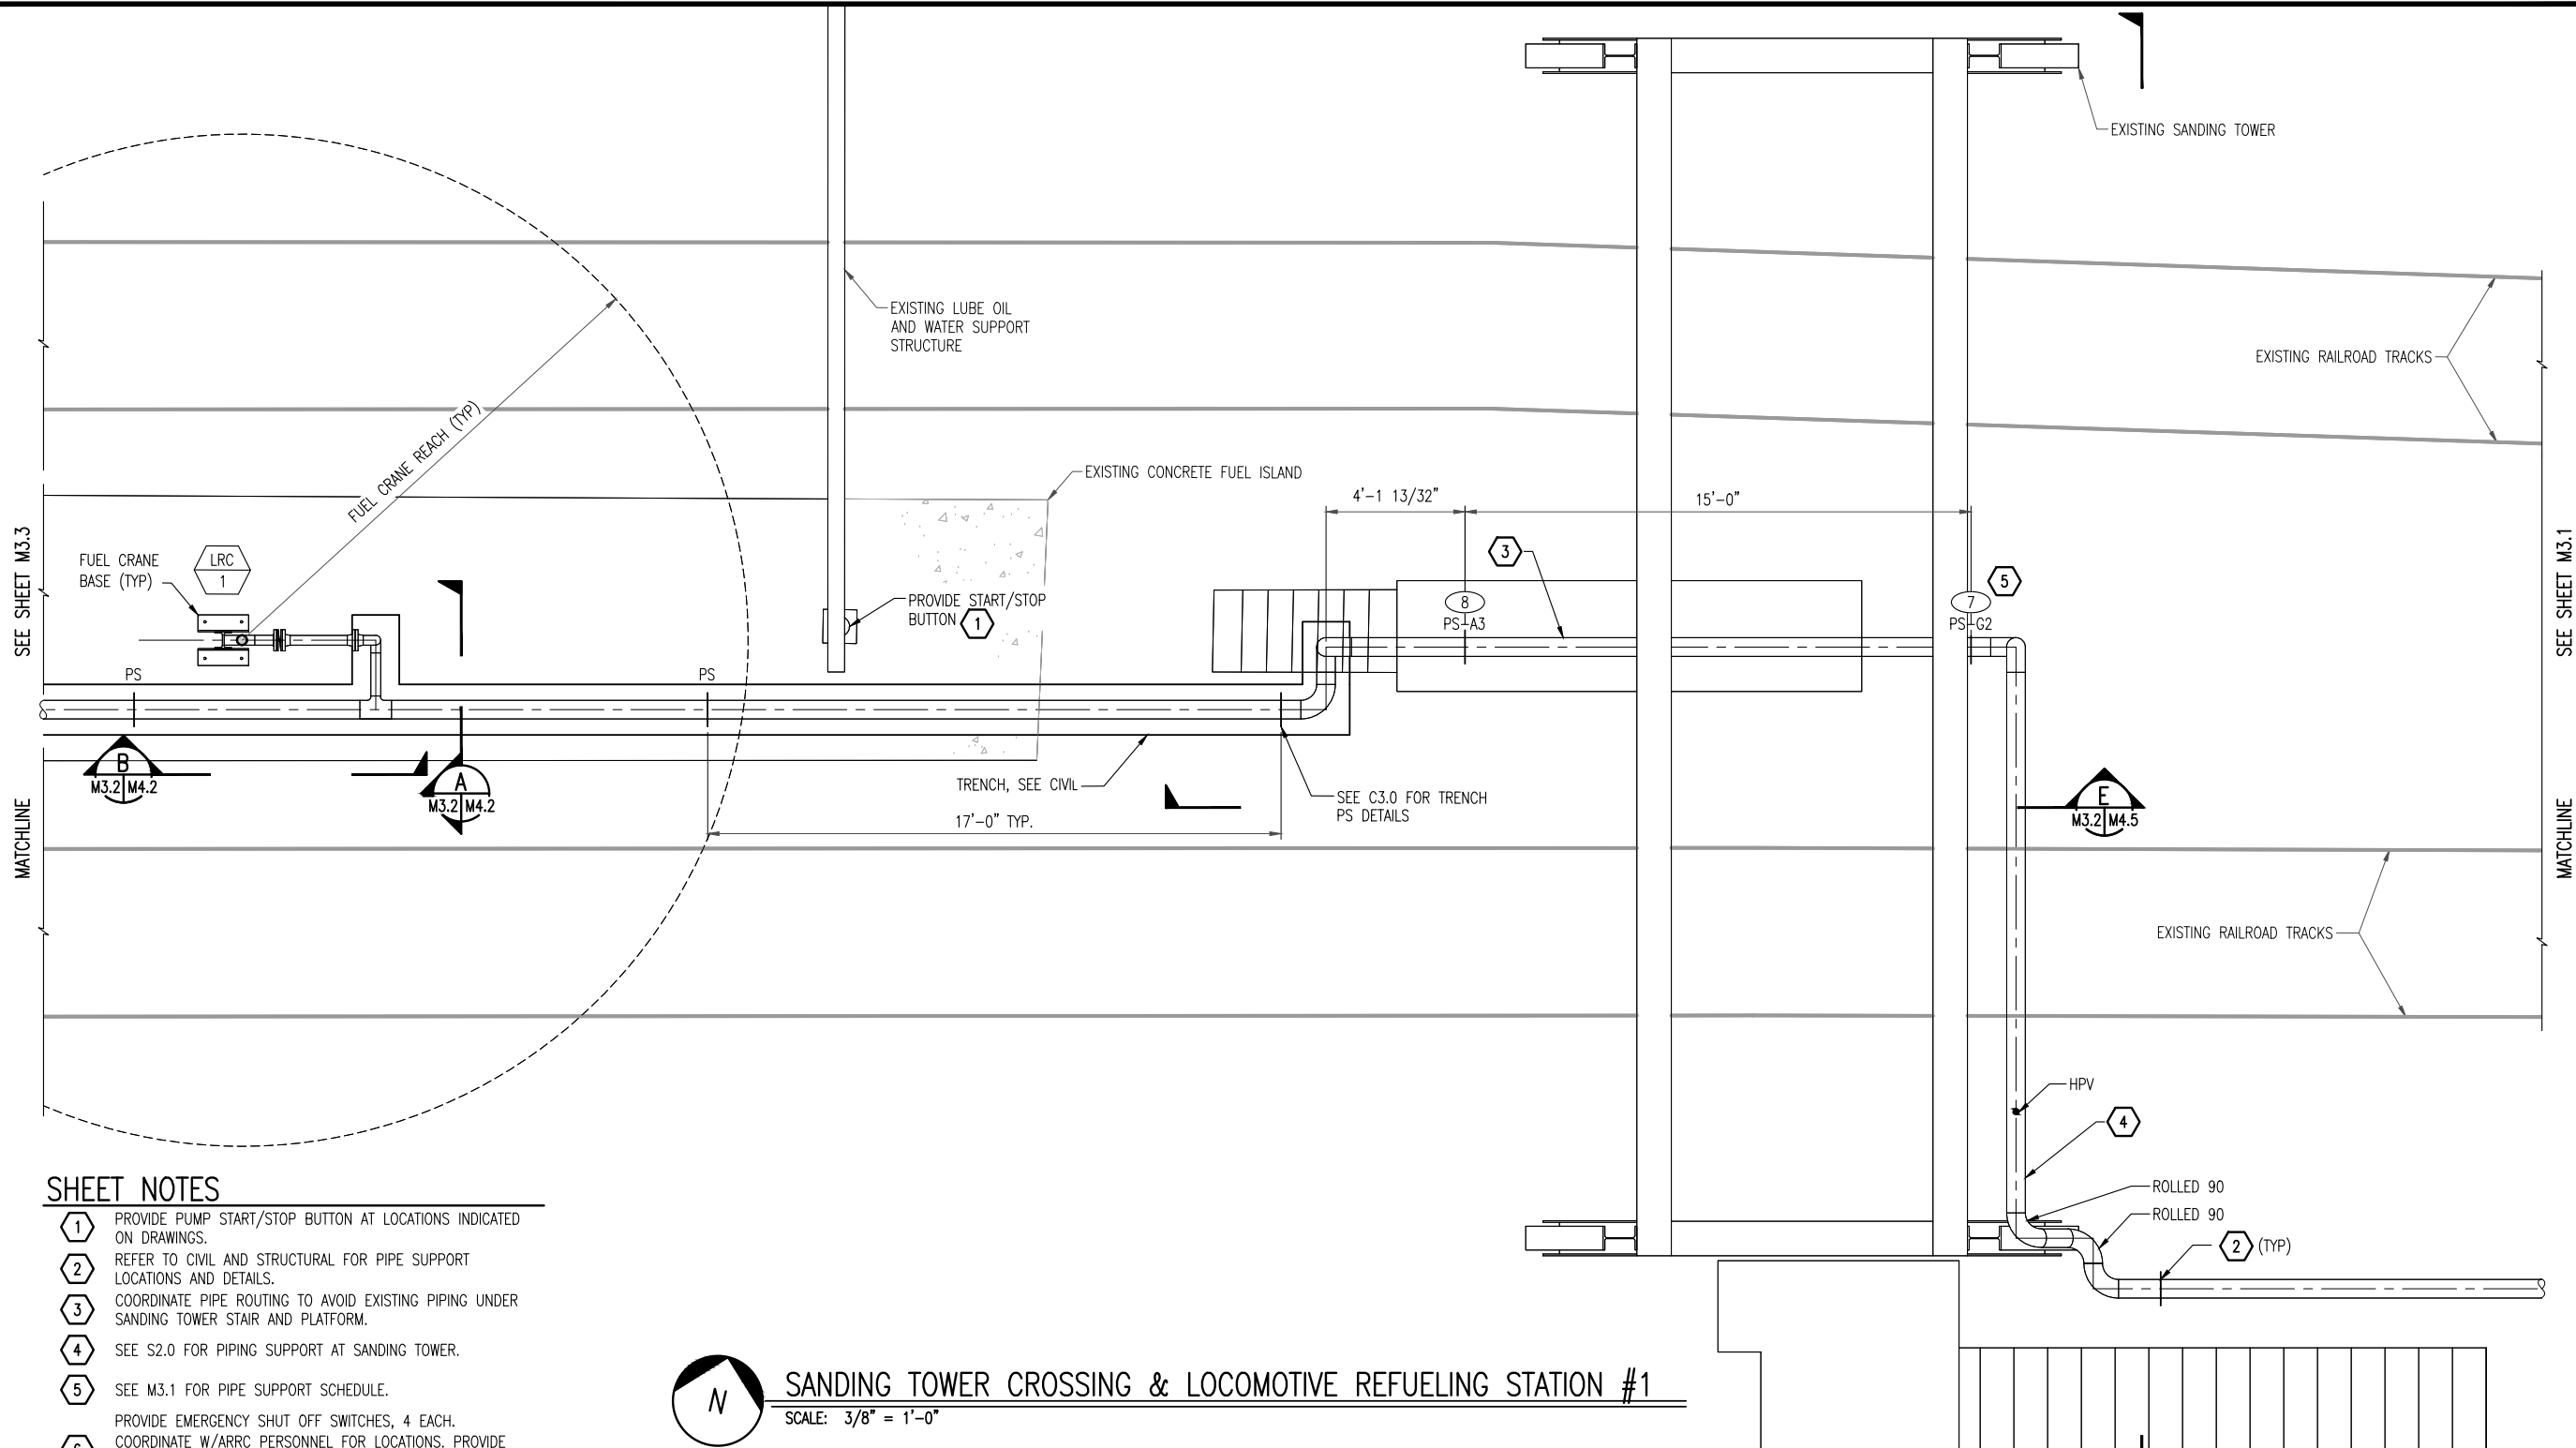 EXISTING SANDING TOWER
EXISTING LUBE OIL
AND WATER SUPPORT
STRUCTURE
EXISTING RAILROAD TRACKS
FUEL CRANE REACH (TYP)
EXISTING CONCRETE FUEL ISLAND
4'-1 13/32"
15'-0"
SEE SHEET M3.3
MATCHLINE
SEE SHEET M3.1
MATCHLINE
FUEL CRANE
BASE (TYP)
LRC
1
3
5
8
PS-A3
7
PS-G2
PROVIDE START/STOP
BUTTON 1
PS
PS
B
M3.2 M4.2
A
M3.2 M4.2
TRENCH, SEE CIVIL
SEE C3.0 FOR TRENCH
PS DETAILS
17'-0" TYP.
E
M3.2 M4.5
EXISTING RAILROAD TRACKS
HPV
4
ROLLED 90
ROLLED 90
2 (TYP)
SHEET NOTES
1 PROVIDE PUMP START/STOP BUTTON AT LOCATIONS INDICATED
ON DRAWINGS.
2 REFER TO CIVIL AND STRUCTURAL FOR PIPE SUPPORT
LOCATIONS AND DETAILS.
3 COORDINATE PIPE ROUTING TO AVOID EXISTING PIPING UNDER
SANDING TOWER STAIR AND PLATFORM.
4 SEE S2.0 FOR PIPING SUPPORT AT SANDING TOWER.
5 SEE M3.1 FOR PIPE SUPPORT SCHEDULE.
PROVIDE EMERGENCY SHUT OFF SWITCHES, 4 EACH.
6 COORDINATE W/ARRC PERSONNEL FOR LOCATIONS. PROVIDE
N
SANDING TOWER CROSSING & LOCOMOTIVE REFUELING STATION #1
SCALE: 3/8" = 1'-0"